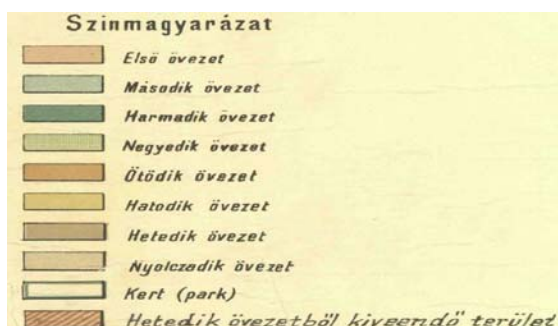 Szinmagyarázat
Első övezet
Második övezet
Harmadik övezet
Negyedik övezet
Ötödik övezet
Hatodik övezet
Hetedik övezet
Nyolczadik övezet
Kert (park)
Hetedik övezetből kiveendő terület